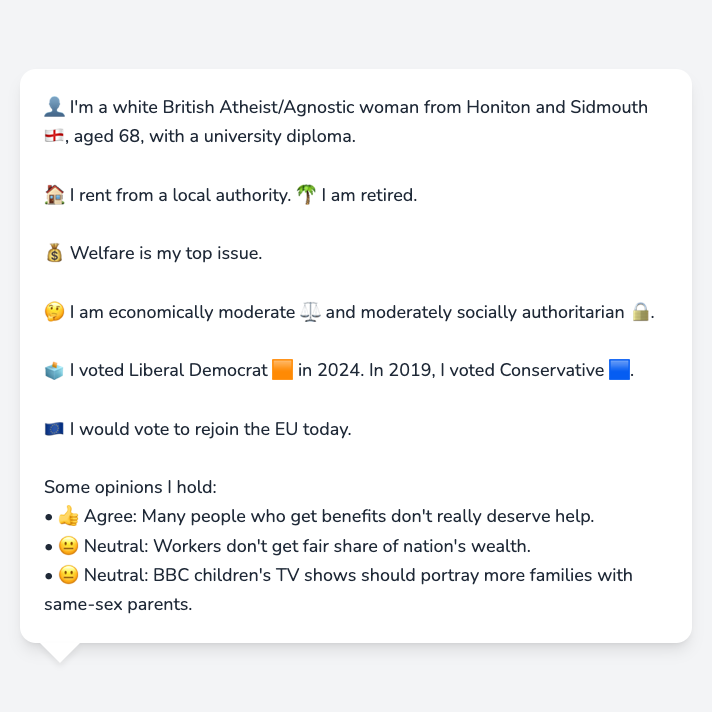 👤 I'm a white British Atheist/Agnostic woman from Honiton and Sidmouth
🏴󠁧󠁢󠁥󠁮󠁧󠁿, aged 68, with a university diploma.
🏠 I rent from a local authority. 🌴 I am retired.
💰 Welfare is my top issue.
🤔 I am economically moderate ⚖️ and moderately socially authoritarian 🔒.
🗳️ I voted Liberal Democrat 🟧 in 2024. In 2019, I voted Conservative 🟦.
🇪🇺 I would vote to rejoin the EU today.
Some opinions I hold:
• 👍 Agree: Many people who get benefits don't really deserve help.
• 😐 Neutral: Workers don't get fair share of nation's wealth.
• 😐 Neutral: BBC children's TV shows should portray more families with
same-sex parents.